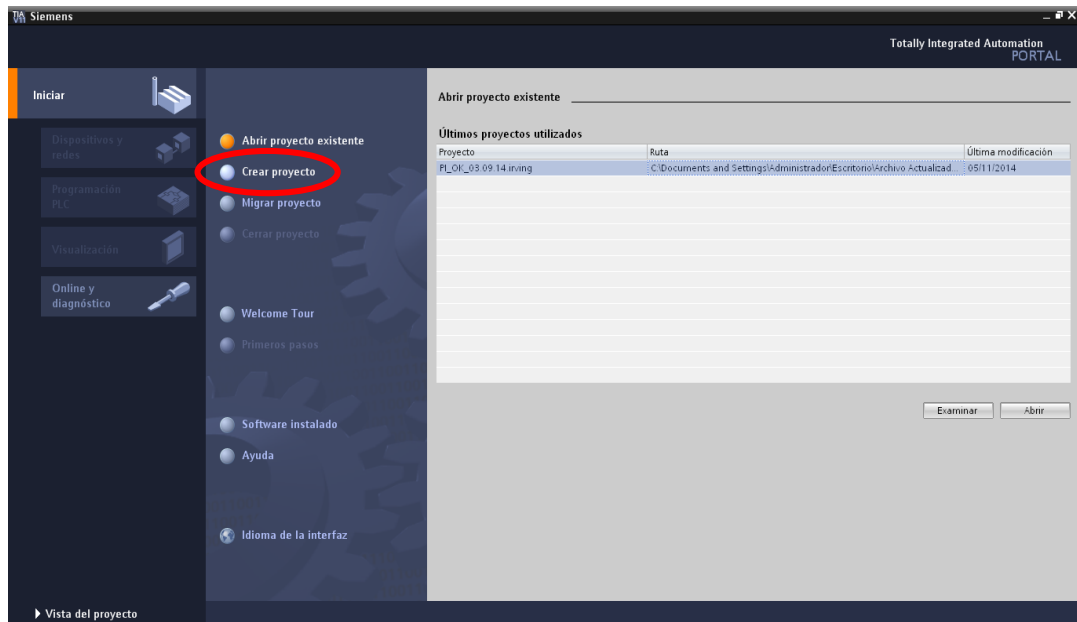 Siemens
Totally Integrated Automation
PORTAL
Iniciar
Dispositivos y
redes
Programación
PLC
Visualización
Online y
diagnóstico
Abrir proyecto existente
Crear proyecto
Migrar proyecto
Cerrar proyecto
Welcome Tour
Primeros pasos
Software instalado
Ayuda
Idioma de la interfaz
Abrir proyecto existente
Últimos proyectos utilizados
Proyecto Ruta Última modificación
PI_OK_03.09.14 irving C:\Documents and Settings\Administrador\Escritorio\Archivo Actualizad... 05/11/2014
Examinar Abrir
Vista del proyecto